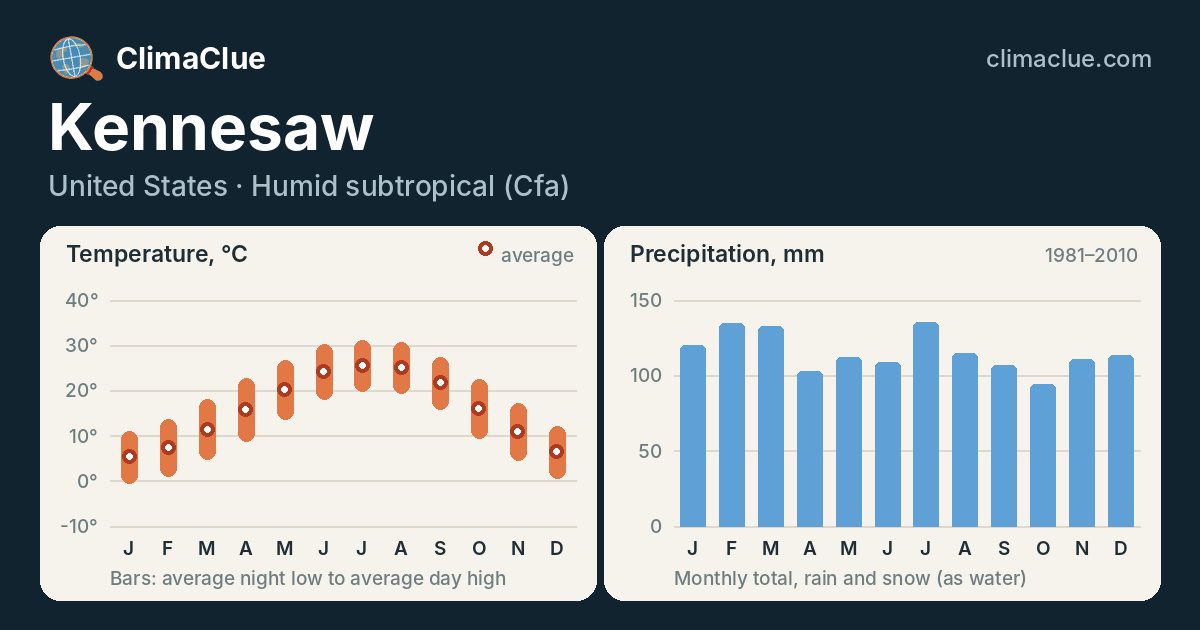 ClimaClue
climaclue.com
Kennesaw
United States · Humid subtropical (Cfa)
Temperature, °C
average
40°
30°
20°
10°
0°
-10°
J F M A M J J A S O N D
Bars: average night low to average day high
Precipitation, mm
1981–2010
150
100
50
0
J F M A M J J A S O N D
Monthly total, rain and snow (as water)